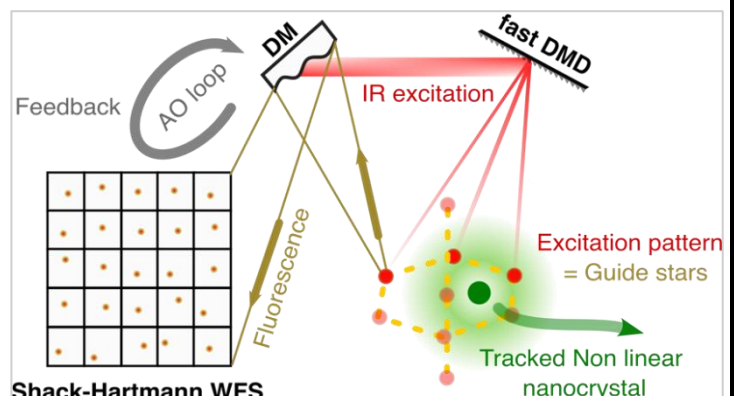 DM
fast DMD
IR excitation
Feedback
AO loop
Fluorescence
Excitation pattern
= Guide stars
Tracked Non linear
nanocrystal
Shack-Hartmann WFS